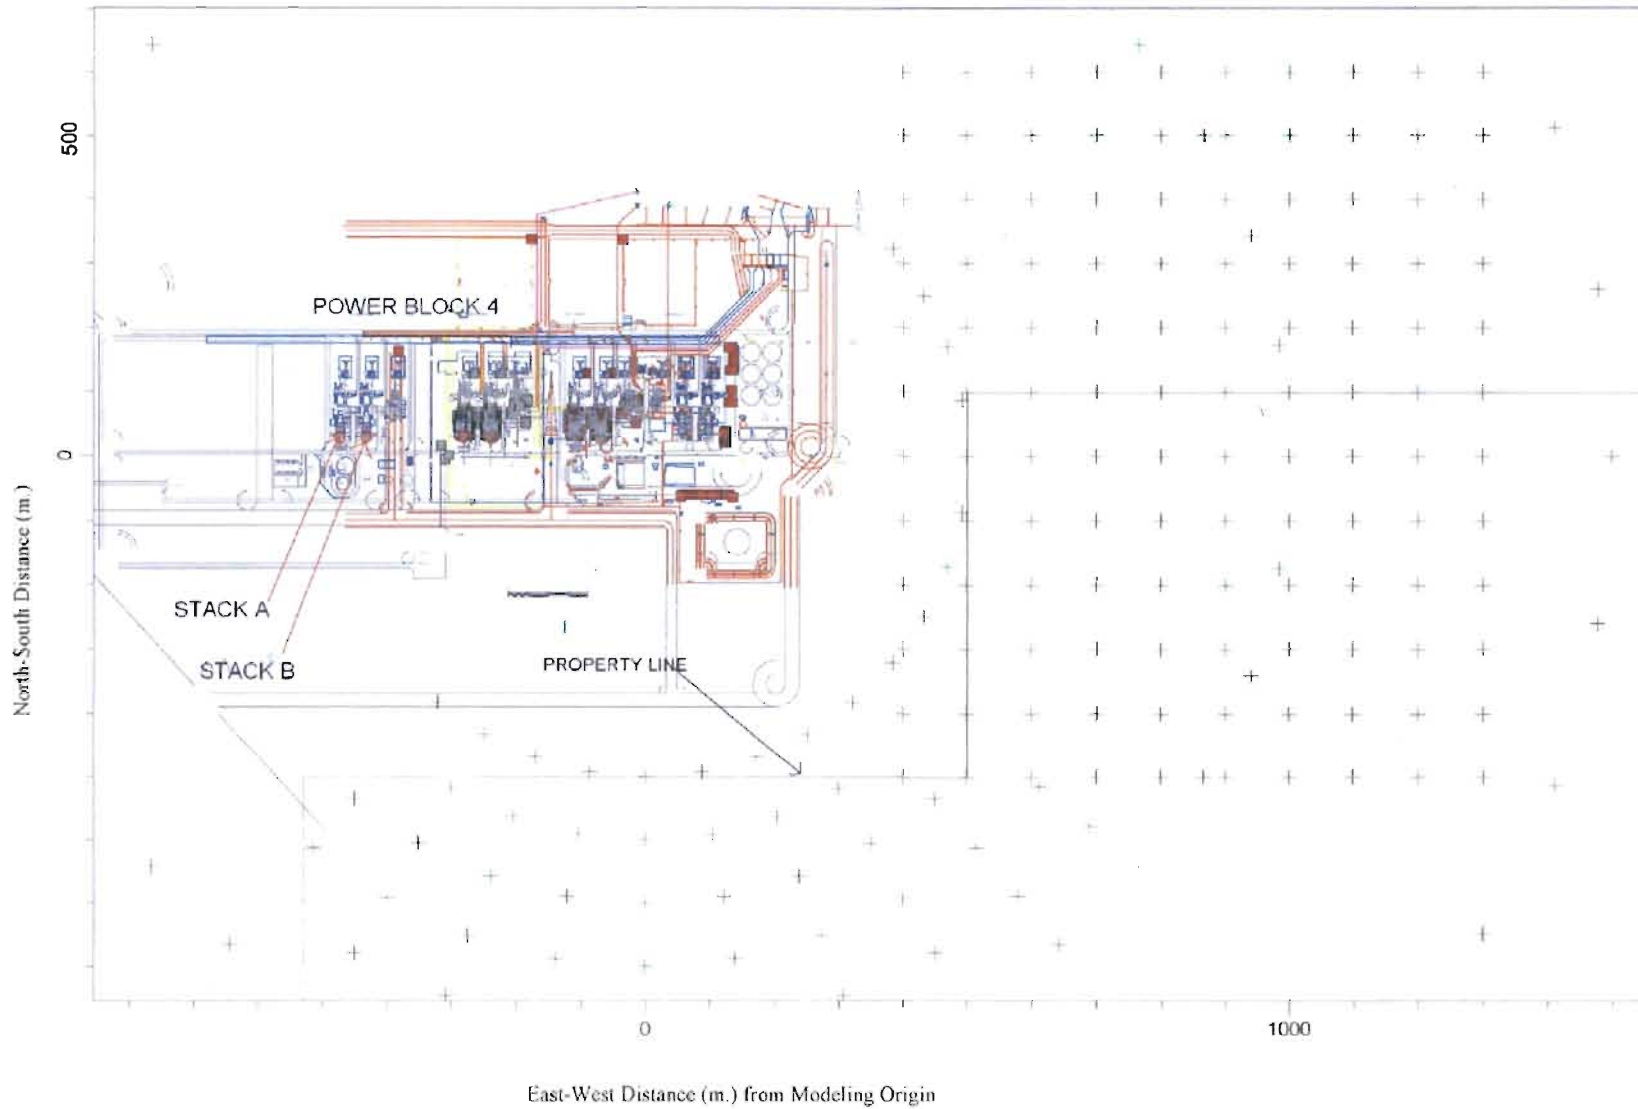 500
POWER BLOCK 4
0
STACK A
STACK B
PROPERTY LINE
North-South Distance (m.)
0
1000
East-West Distance (m.) from Modeling Origin